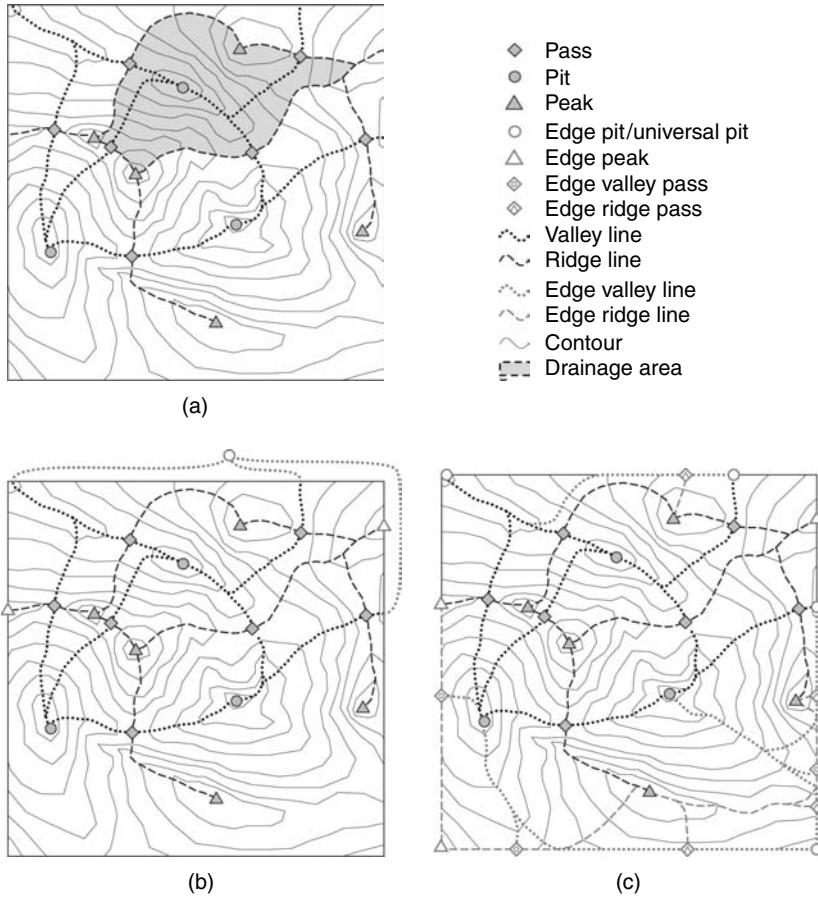 Pass
Pit
Peak
Edge pit/universal pit
Edge peak
Edge valley pass
Edge ridge pass
Valley line
Ridge line
Edge valley line
Edge ridge line
Contour
Drainage area
(a)
(b)
(c)